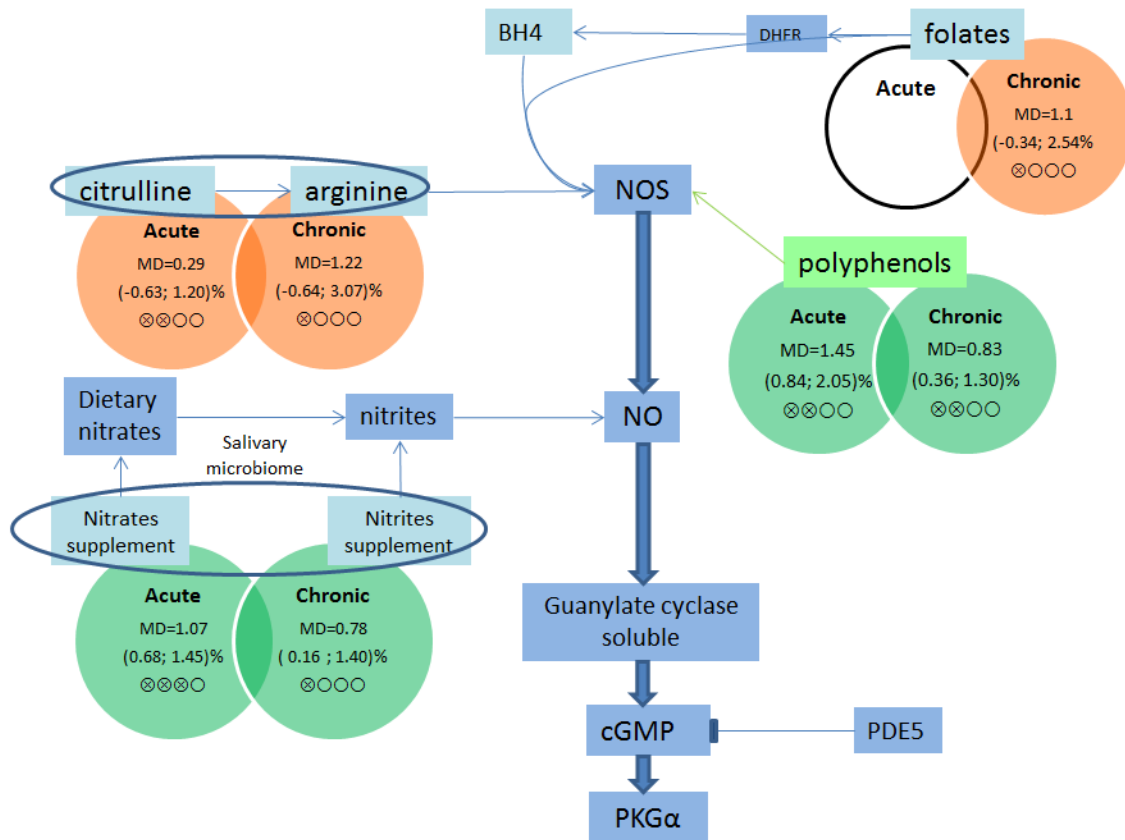 BH4
DHFR
folates
Acute
Chronic
MD=1.1
(-0.34; 2.54%
⊗○○○
citrulline
arginine
NOS
Acute
MD=0.29
(-0.63; 1.20)%
⊗⊗○○
Chronic
MD=1.22
(-0.64; 3.07)%
⊗○○○
polyphenols
Acute
MD=1.45
(0.84; 2.05)%
⊗⊗○○
Chronic
MD=0.83
(0.36; 1.30)%
⊗⊗○○
Dietary
nitrates
nitrites
NO
Salivary
microbiome
Nitrates
supplement
Nitrites
supplement
Acute
MD=1.07
(0.68; 1.45)%
⊗⊗⊗○
Chronic
MD=0.78
( 0.16 ; 1.40)%
⊗○○○
Guanylate cyclase
soluble
cGMP
PDE5
PKGα